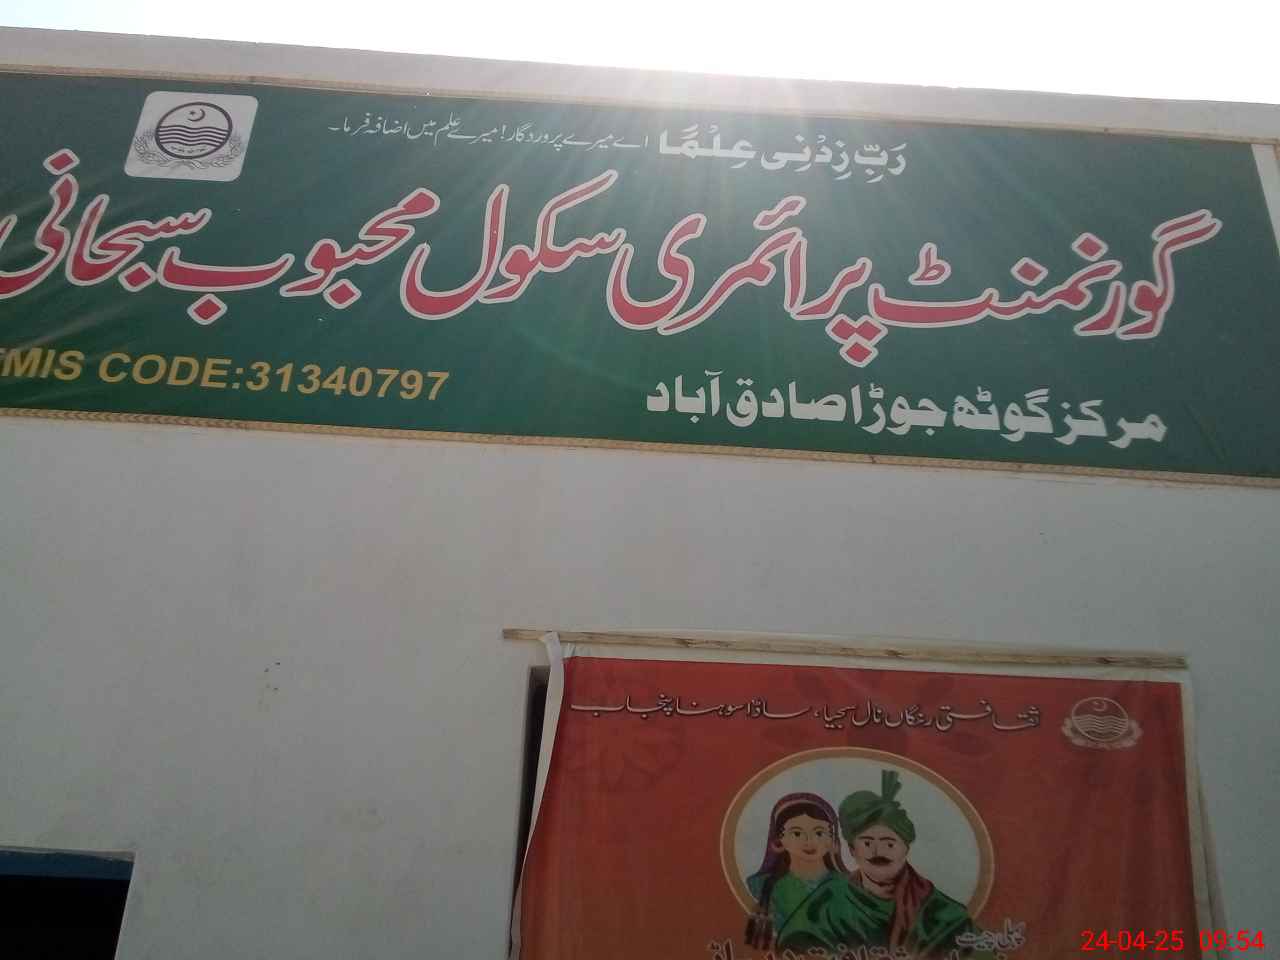 رَبِّ زِدْنِی عِلْمًا اے میرے پروردگار! میرے علم میں اضافہ فرما۔
گورنمنٹ پرائمری سکول محبوب سبحانی
مرکز گوٹھ جوڑا صادق آباد
EMIS CODE:31340797
ثقافتی رنگاں نال سجیا، ساڈا سوہنا پنجاب
24-04-25 09:54